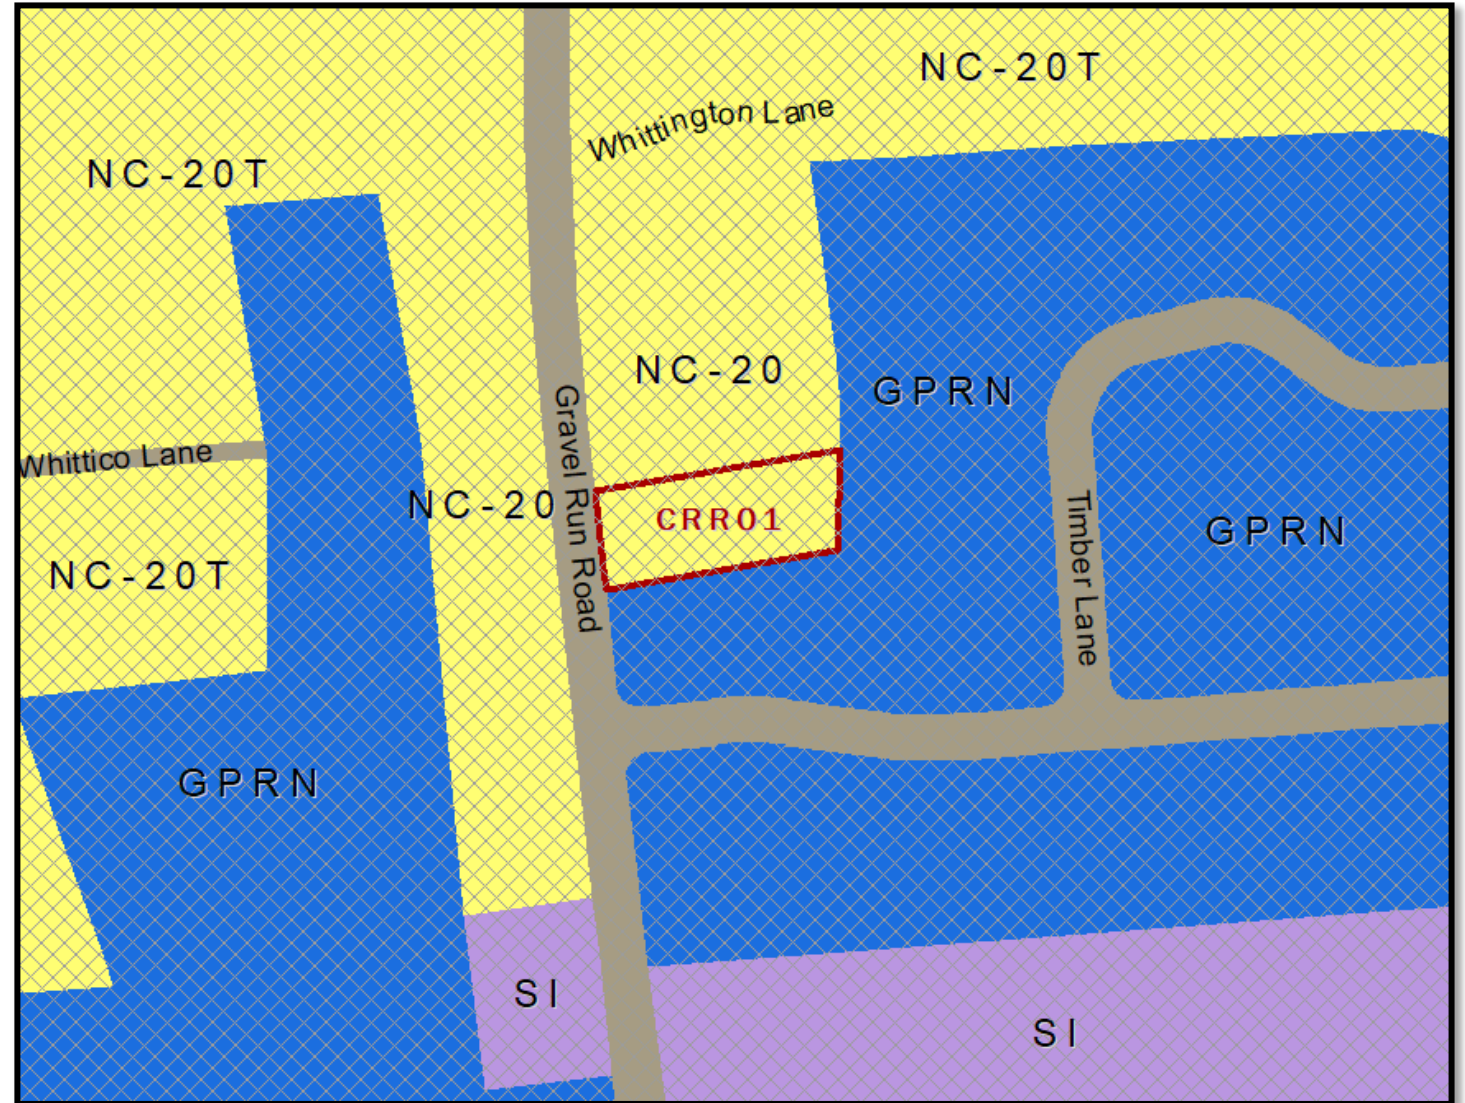 NC-20T
Whittington Lane
NC-20T
NC-20
GPRN
Gravel Run Road
Whittico Lane
NC-20
CRR01
Timber Lane
GPRN
NC-20T
GPRN
SI
SI